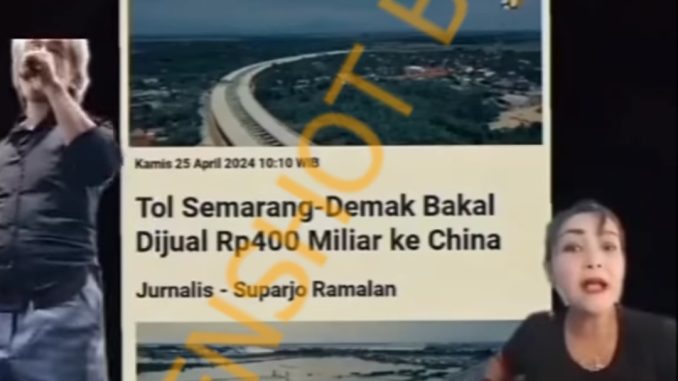 Kamis 25 April 2024 10:10 WIB
Tol Semarang-Demak Bakal
Dijual Rp400 Miliar ke China
Jurnalis - Suparjo Ramalan
ENSHOT B